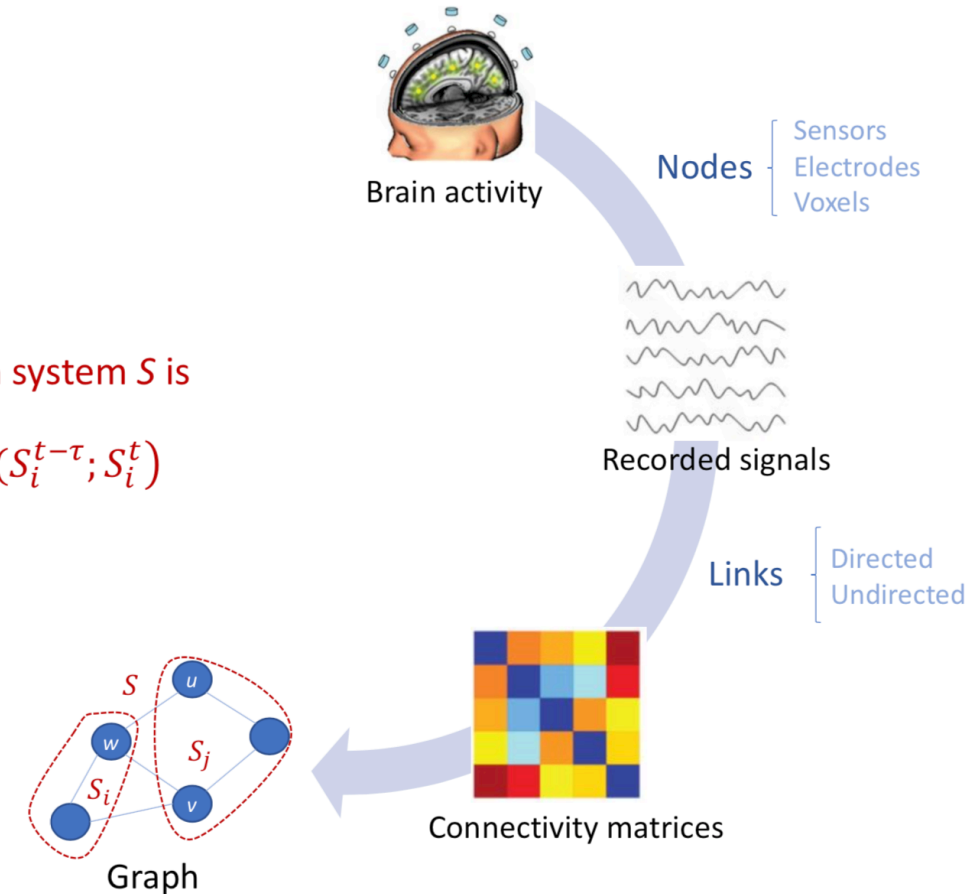 Brain activity
Nodes
Sensors
Electrodes
Voxels
system S is
(S_i^{t−τ}; S_i^t)
Recorded signals
Links
Directed
Undirected
S
u
w
S_j
S_i
v
Connectivity matrices
Graph